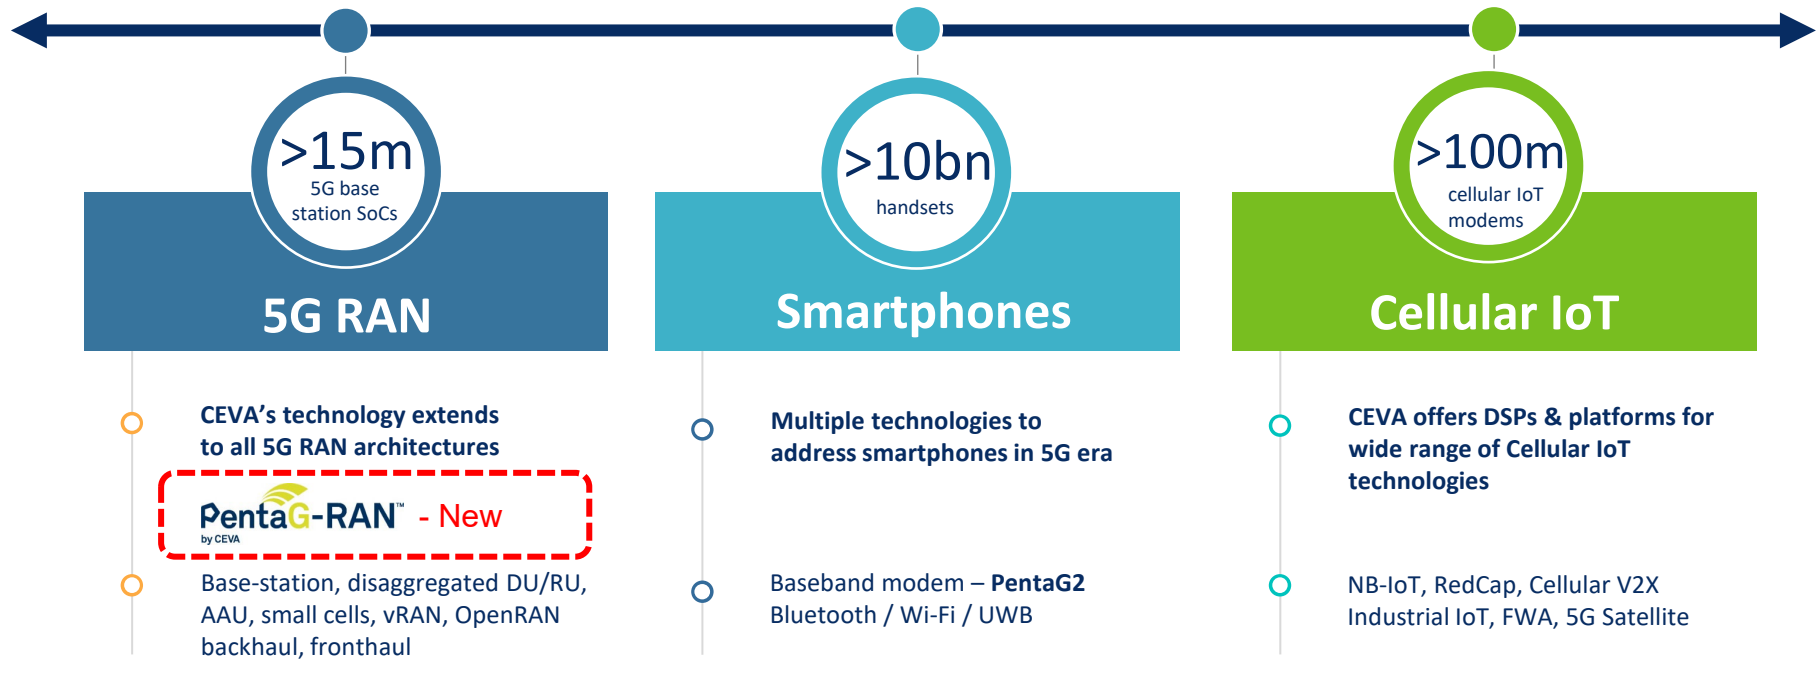 >15m
5G base
station SoCs
5G RAN
CEVA’s technology extends
to all 5G RAN architectures
PentaG-RAN™ - New
by CEVA
Base-station, disaggregated DU/RU,
AAU, small cells, vRAN, OpenRAN
backhaul, fronthaul
>10bn
handsets
Smartphones
Multiple technologies to
address smartphones in 5G era
Baseband modem – PentaG2
Bluetooth / Wi-Fi / UWB
>100m
cellular IoT
modems
Cellular IoT
CEVA offers DSPs & platforms for
wide range of Cellular IoT
technologies
NB-IoT, RedCap, Cellular V2X
Industrial IoT, FWA, 5G Satellite